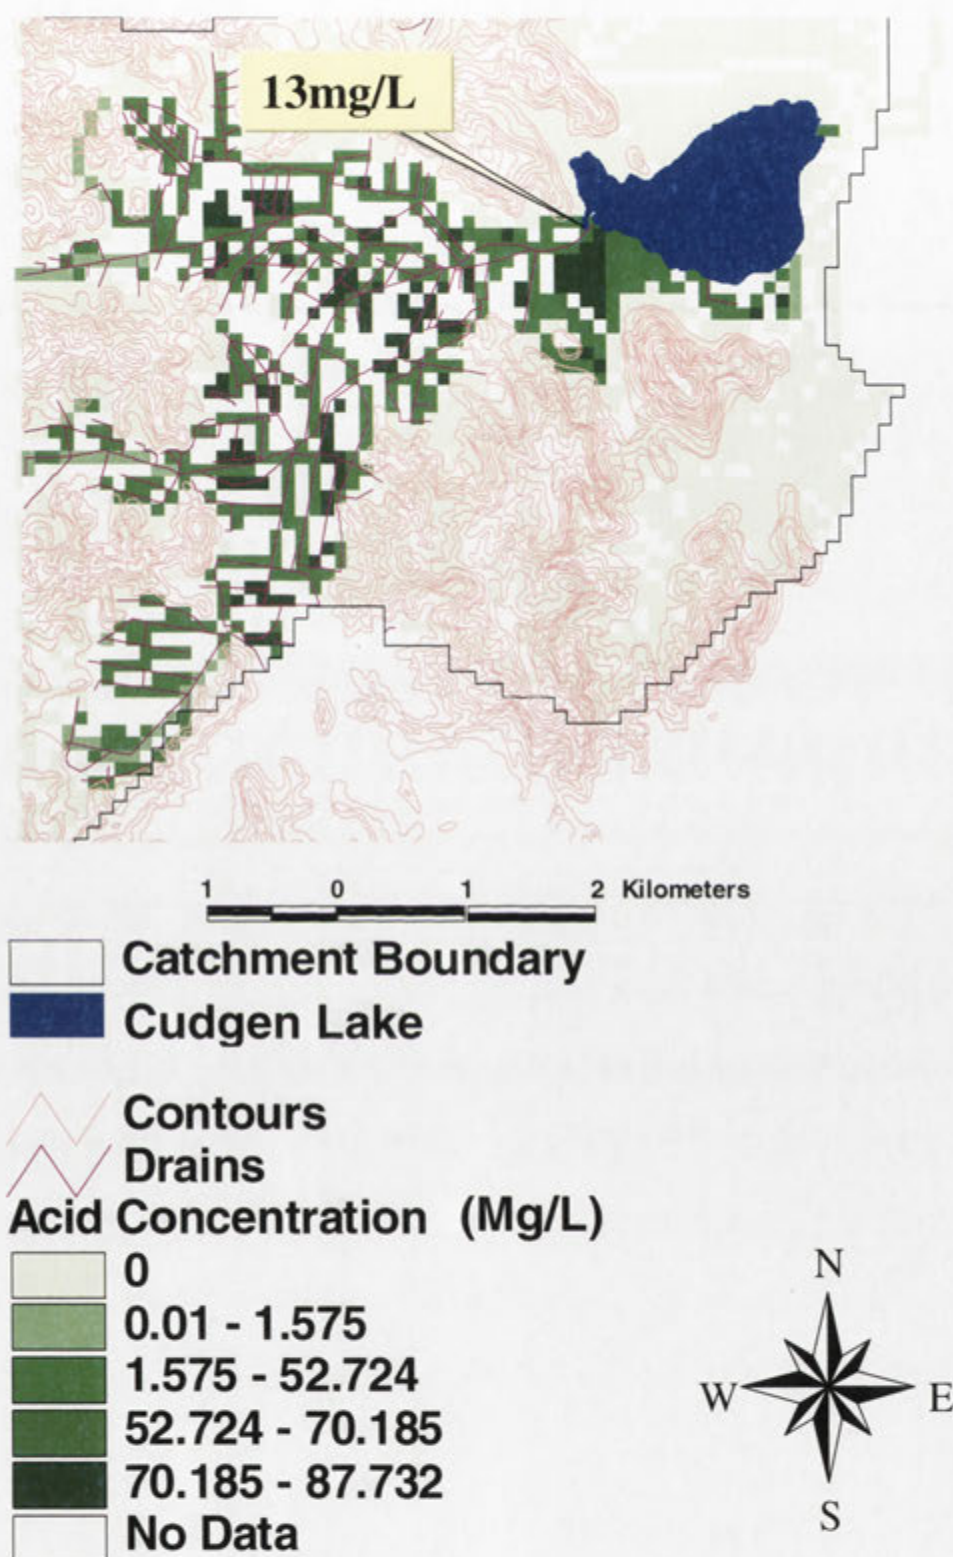 13mg/L
1 0 1 2 Kilometers
Catchment Boundary
Cudgen Lake
Contours
Drains
Acid Concentration (Mg/L)
0
0.01 - 1.575
1.575 - 52.724
52.724 - 70.185
70.185 - 87.732
No Data
N
W E
S